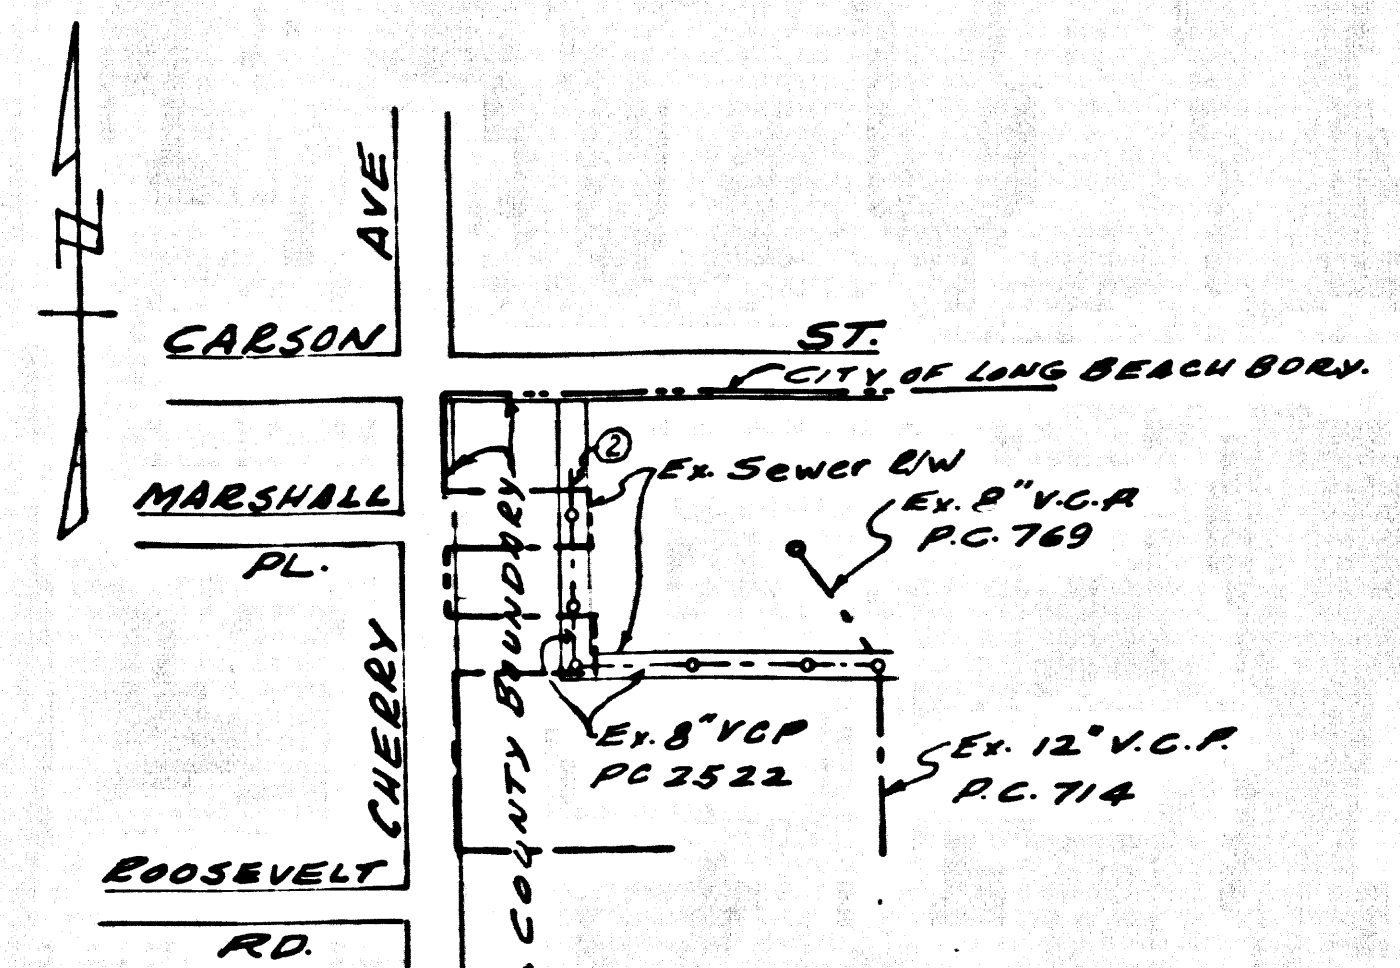 N
AVE
CARSON ST.
CITY OF LONG BEACH BDRY.
2
Ex. Sewer R/W
MARSHALL
PL.
Ex. 8" V.C.P.
P.C. 769
COUNTY BOUNDRY
CHERRY
Ex. 8" VCP
PC 2522
Ex. 12" V.C.P.
P.C. 714
ROOSEVELT
RD.